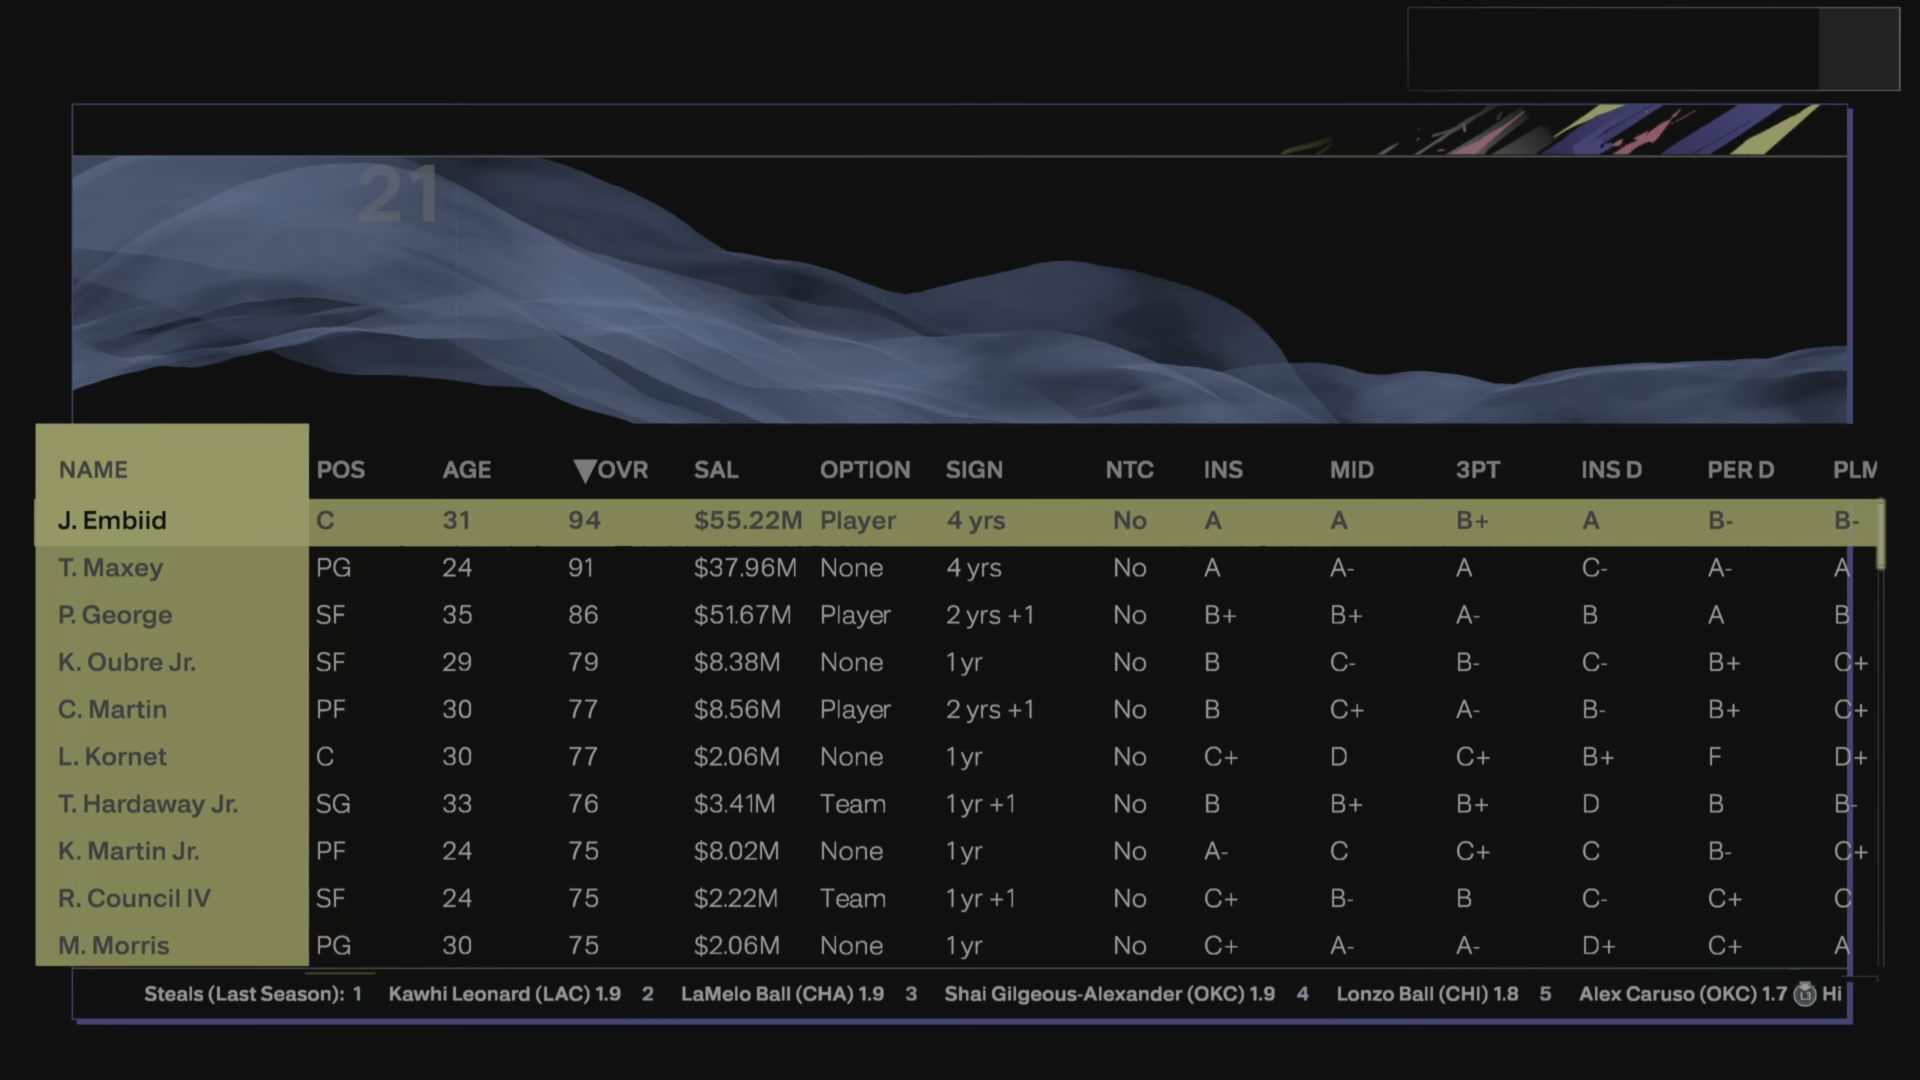 21
NAME POS AGE ▼OVR SAL OPTION SIGN NTC INS MID 3PT INS D PER D PLM
J. Embiid C 31 94 $55.22M Player 4 yrs No A A B+ A B- B-
T. Maxey PG 24 91 $37.96M None 4 yrs No A A- A C- A- A
P. George SF 35 86 $51.67M Player 2 yrs +1 No B+ B+ A- B A B
K. Oubre Jr. SF 29 79 $8.38M None 1 yr No B C- B- C- B+ C+
C. Martin PF 30 77 $8.56M Player 2 yrs +1 No B C+ A- B- B+ C+
L. Kornet C 30 77 $2.06M None 1 yr No C+ D C+ B+ F D+
T. Hardaway Jr. SG 33 76 $3.41M Team 1 yr +1 No B B+ B+ D B B-
K. Martin Jr. PF 24 75 $8.02M None 1 yr No A- C C+ C B- C+
R. Council IV SF 24 75 $2.22M Team 1 yr +1 No C+ B- B C- C+ C
M. Morris PG 30 75 $2.06M None 1 yr No C+ A- A- D+ C+ A
Steals (Last Season): 1 Kawhi Leonard (LAC) 1.9 2 LaMelo Ball (CHA) 1.9 3 Shai Gilgeous-Alexander (OKC) 1.9 4 Lonzo Ball (CHI) 1.8 5 Alex Caruso (OKC) 1.7 L3 Hi